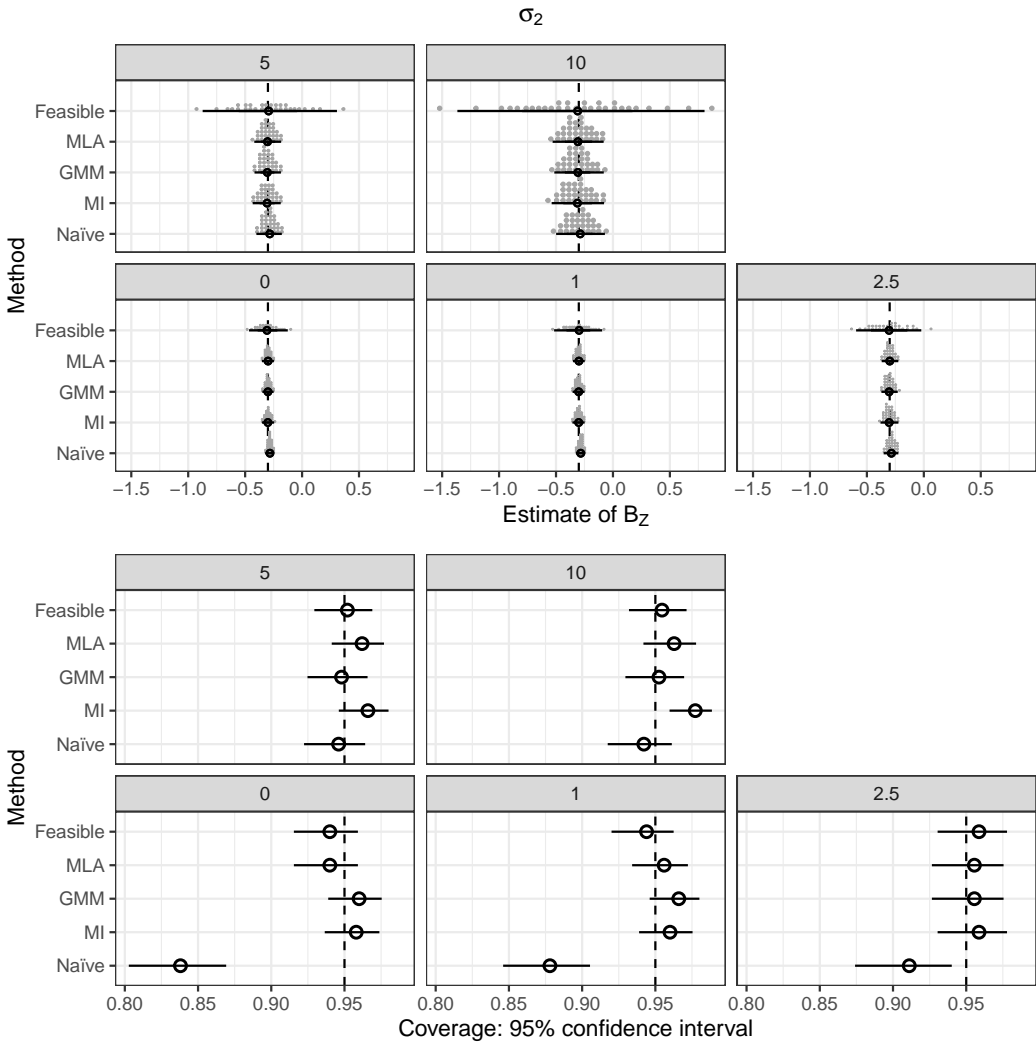 σ2
5 10
Feasible
MLA
GMM
MI
Naïve
Method
0 1 2.5
Feasible
MLA
GMM
MI
Naïve
−1.5 −1.0 −0.5 0.0 0.5 −1.5 −1.0 −0.5 0.0 0.5 −1.5 −1.0 −0.5 0.0 0.5
Estimate of BZ
5 10
Feasible
MLA
GMM
MI
Naïve
Method
0 1 2.5
Feasible
MLA
GMM
MI
Naïve
0.80 0.85 0.90 0.95 0.80 0.85 0.90 0.95 0.80 0.85 0.90 0.95
Coverage: 95% confidence interval